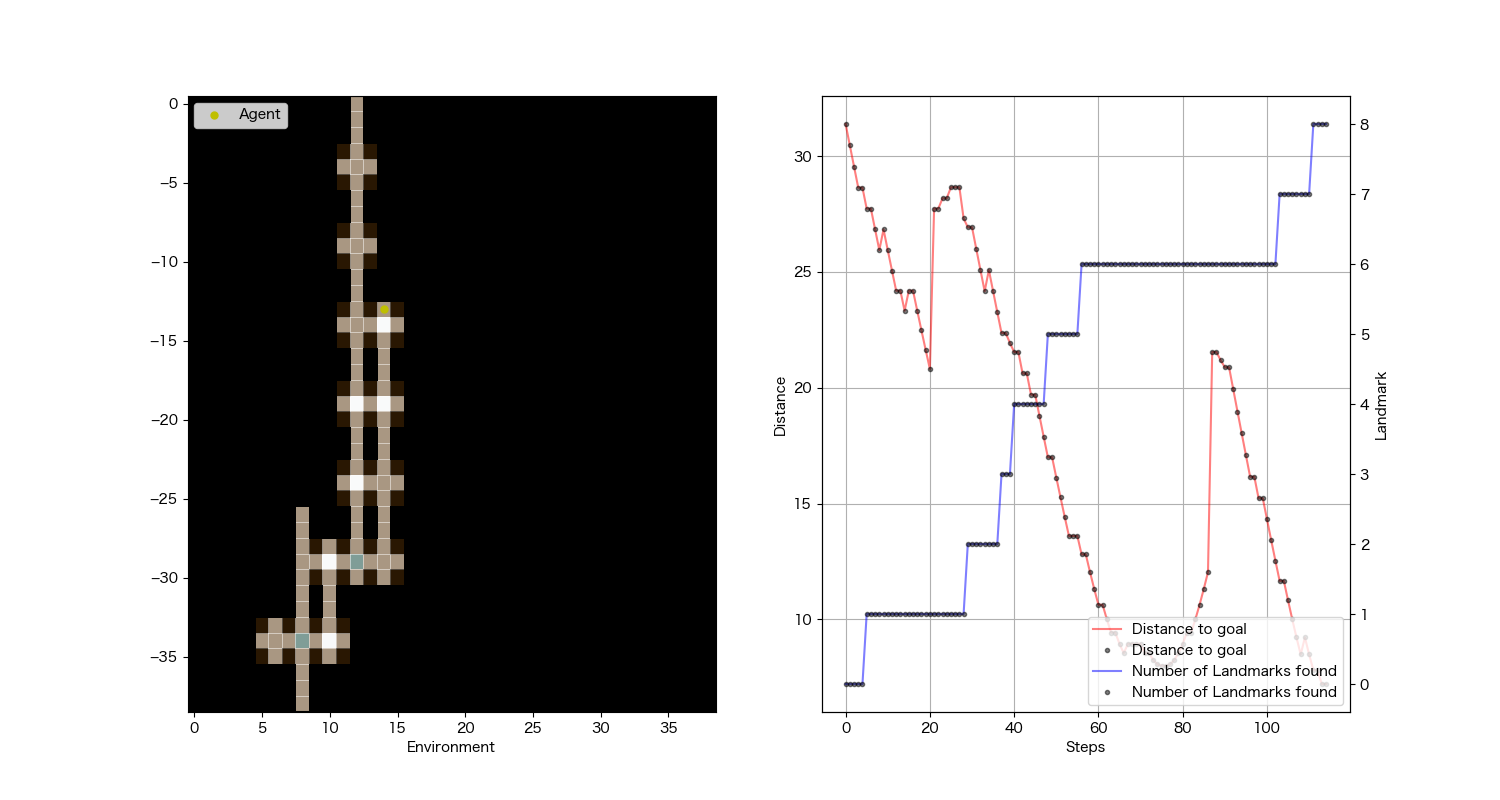 Agent
0
−5
−10
−15
−20
−25
−30
−35
0 5 10 15 20 25 30 35
Environment
Distance
30
25
20
15
10
0 20 40 60 80 100
Steps
8
7
6
5
4
3
2
1
0
Landmark
Distance to goal
Distance to goal
Number of Landmarks found
Number of Landmarks found